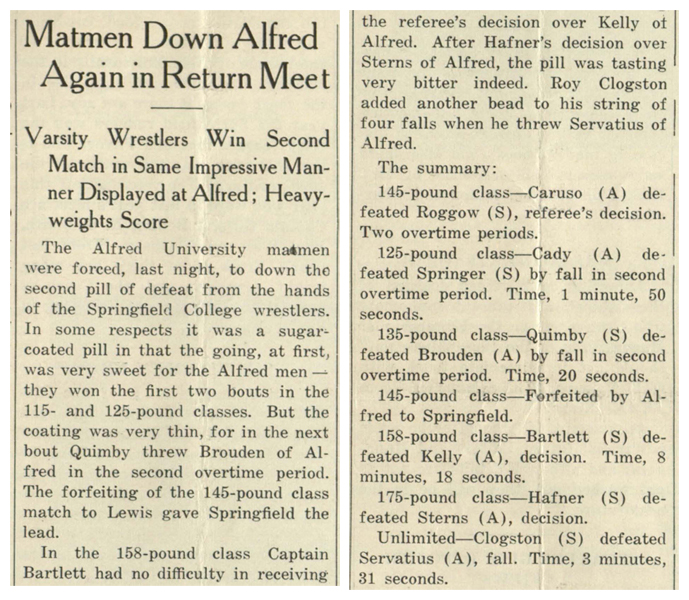 Matmen Down Alfred
Again in Return Meet
Varsity Wrestlers Win Second
Match in Same Impressive Man-
ner Displayed at Alfred; Heavy-
weights Score
The Alfred University matmen
were forced, last night, to down the
second pill of defeat from the hands
of the Springfield College wrestlers.
In some respects it was a sugar-
coated pill in that the going, at first,
was very sweet for the Alfred men —
they won the first two bouts in the
115- and 125-pound classes. But the
coating was very thin, for in the next
bout Quimby threw Brouden of Al-
fred in the second overtime period.
The forfeiting of the 145-pound class
match to Lewis gave Springfield the
lead.
In the 158-pound class Captain
Bartlett had no difficulty in receiving
the referee's decision over Kelly of
Alfred. After Hafner's decision over
Sterns of Alfred, the pill was tasting
very bitter indeed. Roy Clogston
added another bead to his string of
four falls when he threw Servatius of
Alfred.
The summary:
145-pound class—Caruso (A) de-
feated Roggow (S), referee's decision.
Two overtime periods.
125-pound class—Cady (A) de-
feated Springer (S) by fall in second
overtime period. Time, 1 minute, 50
seconds.
135-pound class—Quimby (S) de-
feated Brouden (A) by fall in second
overtime period. Time, 20 seconds.
145-pound class—Forfeited by Al-
fred to Springfield.
158-pound class—Bartlett (S) de-
feated Kelly (A), decision. Time, 8
minutes, 18 seconds.
175-pound class—Hafner (S) de-
feated Sterns (A), decision.
Unlimited—Clogston (S) defeated
Servatius (A), fall. Time, 3 minutes,
31 seconds.